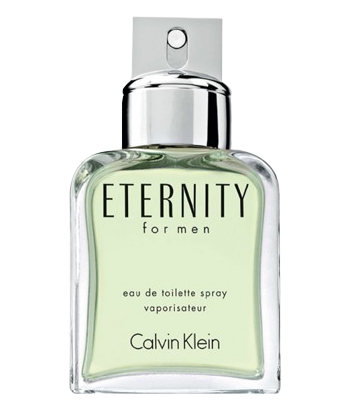 ETERNITY
for men
eau de toilette spray
vaporisateur
Calvin Klein